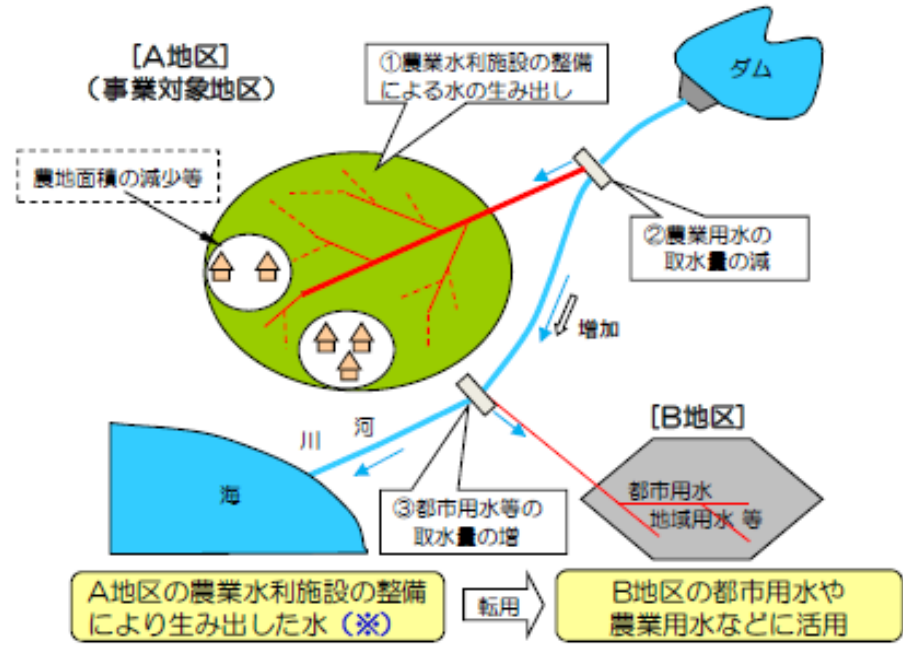 [A地区]
(事業対象地区)
①農業水利施設の整備
による水の生み出し
ダム
農地面積の減少等
②農業用水の
取水量の減
増加
河
川
[B地区]
海
③都市用水等の
取水量の増
都市用水
地域用水 等
A地区の農業水利施設の整備
により生み出した水(※)
転用
B地区の都市用水や
農業用水などに活用